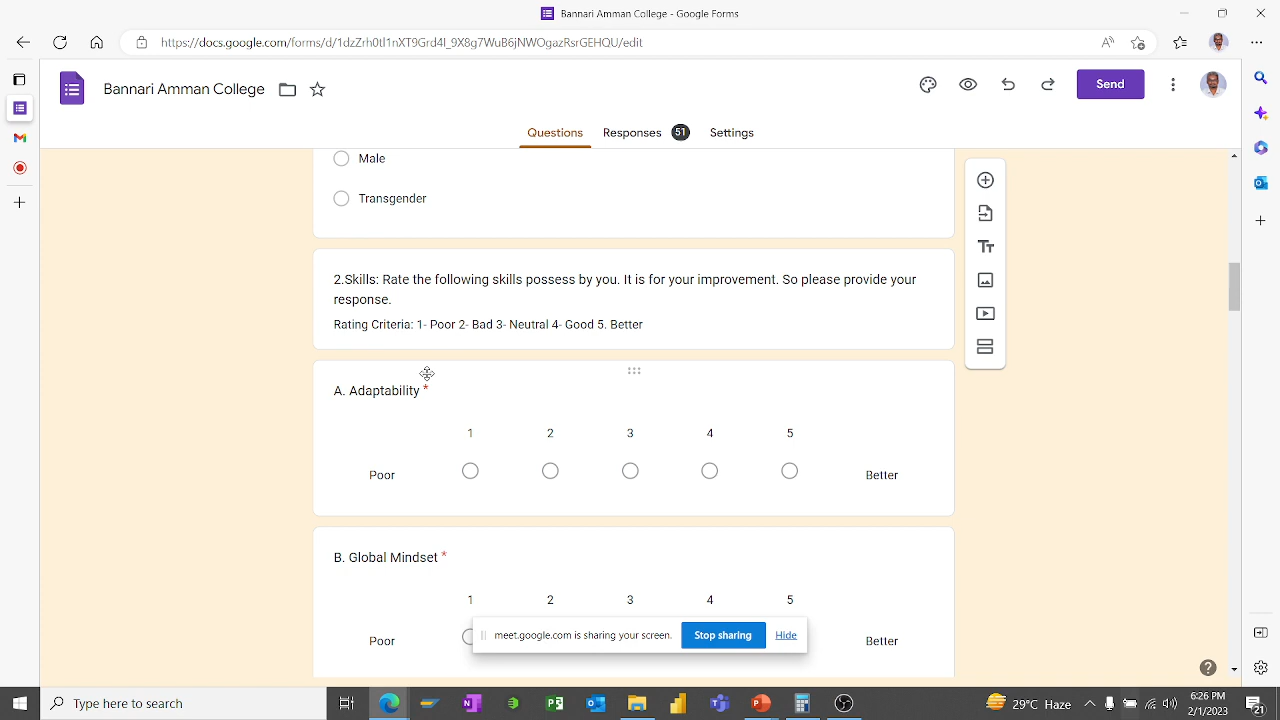 Bannari Amman College - Google Forms
https://docs.google.com/forms/d/1dzZrh0tI1nXT9Grd4I_9X8g7WuB6jNWOgazRsrGEHQU/edit
Bannari Amman College
Send
Questions
Responses 51
Settings
Male
Transgender
2.Skills: Rate the following skills possess by you. It is for your improvement. So please provide your
response.
Rating Criteria: 1- Poor 2- Bad 3- Neutral 4- Good 5. Better
A. Adaptability *
1 2 3 4 5
Poor Better
B. Global Mindset *
1 2 3 4 5
Poor Better
meet.google.com is sharing your screen. Stop sharing Hide
Type here to search
29°C Haze
6:26 PM
2/1/2023
21